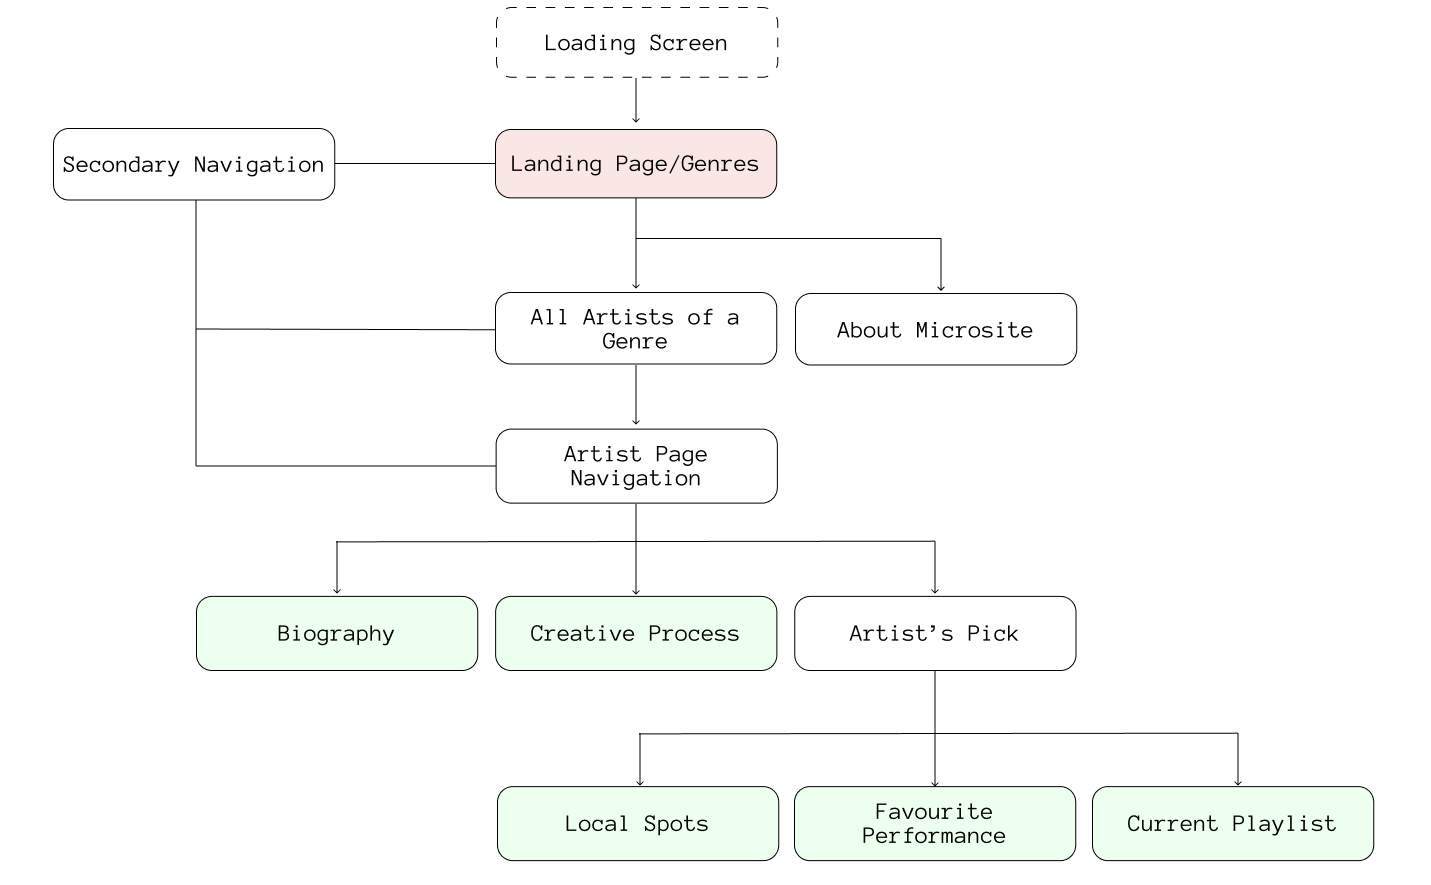 Loading Screen
Secondary Navigation
Landing Page/Genres
All Artists of a
Genre
About Microsite
Artist Page
Navigation
Biography
Creative Process
Artist’s Pick
Local Spots
Favourite
Performance
Current Playlist